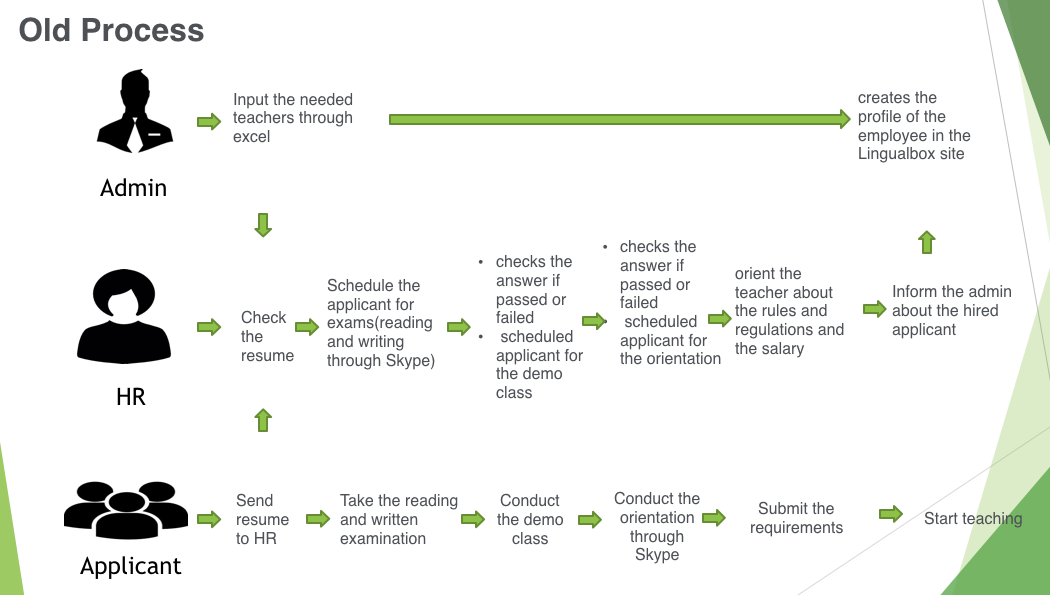 Old Process
Input the needed
teachers through
excel
creates the
profile of the
employee in the
Lingualbox site
Admin
Check
the
resume
Schedule the
applicant for
exams(reading
and writing
through Skype)
• checks the
answer if
passed or
failed
• scheduled
applicant for
the demo
class
• checks the
answer if
passed or
failed
• scheduled
applicant for
the orientation
orient the
teacher about
the rules and
regulations and
the salary
Inform the admin
about the hired
applicant
HR
Send
resume
to HR
Take the reading
and written
examination
Conduct
the demo
class
Conduct the
orientation
through
Skype
Submit the
requirements
Start teaching
Applicant